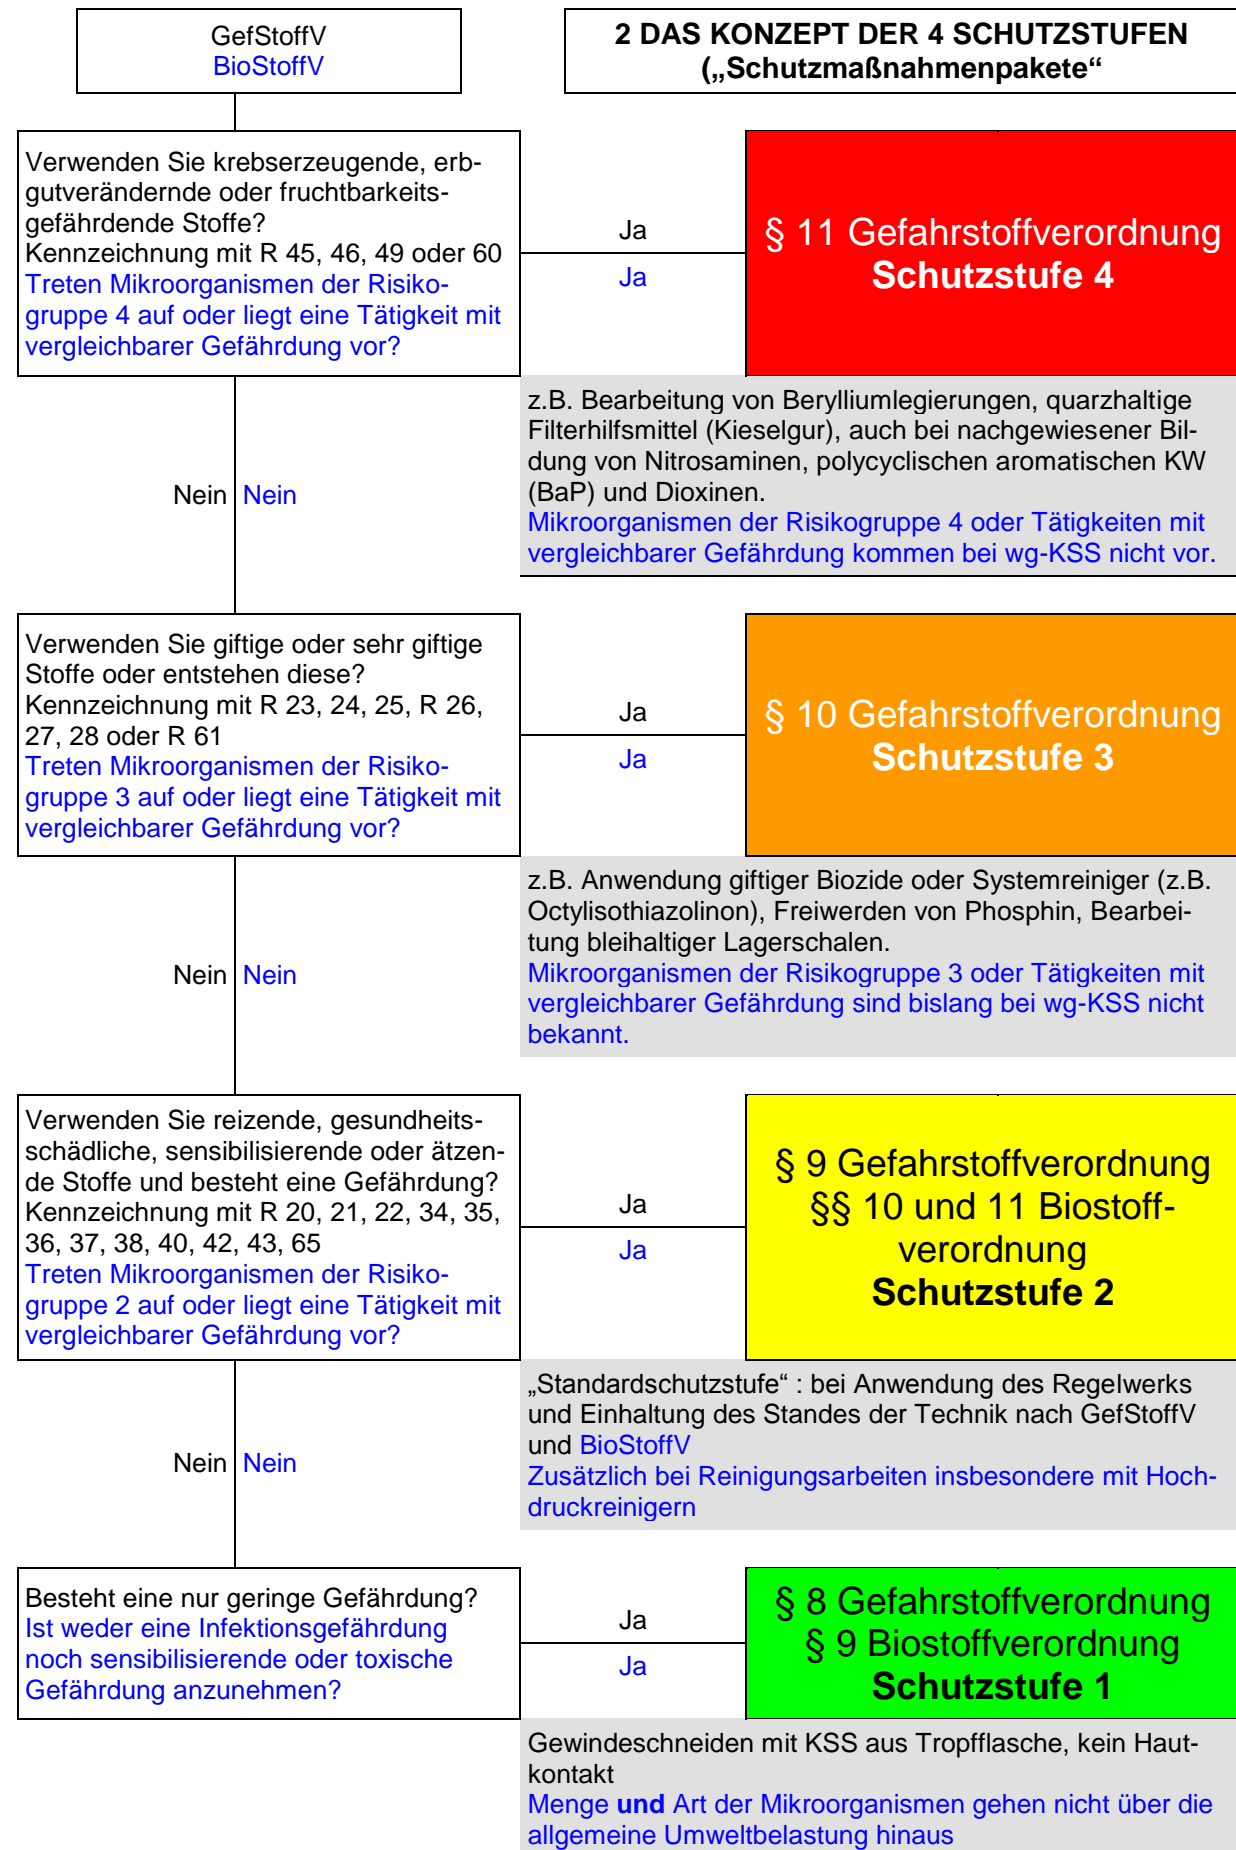 GefStoffV
BioStoffV
2 DAS KONZEPT DER 4 SCHUTZSTUFEN
(„Schutzmaßnahmenpakete“
Verwenden Sie krebserzeugende, erb-
gutverändernde oder fruchtbarkeits-
gefährdende Stoffe?
Kennzeichnung mit R 45, 46, 49 oder 60
Treten Mikroorganismen der Risiko-
gruppe 4 auf oder liegt eine Tätigkeit mit
vergleichbarer Gefährdung vor?
Ja
Ja
§ 11 Gefahrstoffverordnung
Schutzstufe 4
Nein Nein
z.B. Bearbeitung von Berylliumlegierungen, quarzhaltige
Filterhilfsmittel (Kieselgur), auch bei nachgewiesener Bil-
dung von Nitrosaminen, polycyclischen aromatischen KW
(BaP) und Dioxinen.
Mikroorganismen der Risikogruppe 4 oder Tätigkeiten mit
vergleichbarer Gefährdung kommen bei wg-KSS nicht vor.
Verwenden Sie giftige oder sehr giftige
Stoffe oder entstehen diese?
Kennzeichnung mit R 23, 24, 25, R 26,
27, 28 oder R 61
Treten Mikroorganismen der Risiko-
gruppe 3 auf oder liegt eine Tätigkeit mit
vergleichbarer Gefährdung vor?
Ja
Ja
§ 10 Gefahrstoffverordnung
Schutzstufe 3
Nein Nein
z.B. Anwendung giftiger Biozide oder Systemreiniger (z.B.
Octylisothiazolinon), Freiwerden von Phosphin, Bearbei-
tung bleihaltiger Lagerschalen.
Mikroorganismen der Risikogruppe 3 oder Tätigkeiten mit
vergleichbarer Gefährdung sind bislang bei wg-KSS nicht
bekannt.
Verwenden Sie reizende, gesundheits-
schädliche, sensibilisierende oder ätzen-
de Stoffe und besteht eine Gefährdung?
Kennzeichnung mit R 20, 21, 22, 34, 35,
36, 37, 38, 40, 42, 43, 65
Treten Mikroorganismen der Risiko-
gruppe 2 auf oder liegt eine Tätigkeit mit
vergleichbarer Gefährdung vor?
Ja
Ja
§ 9 Gefahrstoffverordnung
§§ 10 und 11 Biostoff-
verordnung
Schutzstufe 2
Nein Nein
„Standardschutzstufe“ : bei Anwendung des Regelwerks
und Einhaltung des Standes der Technik nach GefStoffV
und BioStoffV
Zusätzlich bei Reinigungsarbeiten insbesondere mit Hoch-
druckreinigern
Besteht eine nur geringe Gefährdung?
Ist weder eine Infektionsgefährdung
noch sensibilisierende oder toxische
Gefährdung anzunehmen?
Ja
Ja
§ 8 Gefahrstoffverordnung
§ 9 Biostoffverordnung
Schutzstufe 1
Gewindeschneiden mit KSS aus Tropfflasche, kein Haut-
kontakt
Menge und Art der Mikroorganismen gehen nicht über die
allgemeine Umweltbelastung hinaus